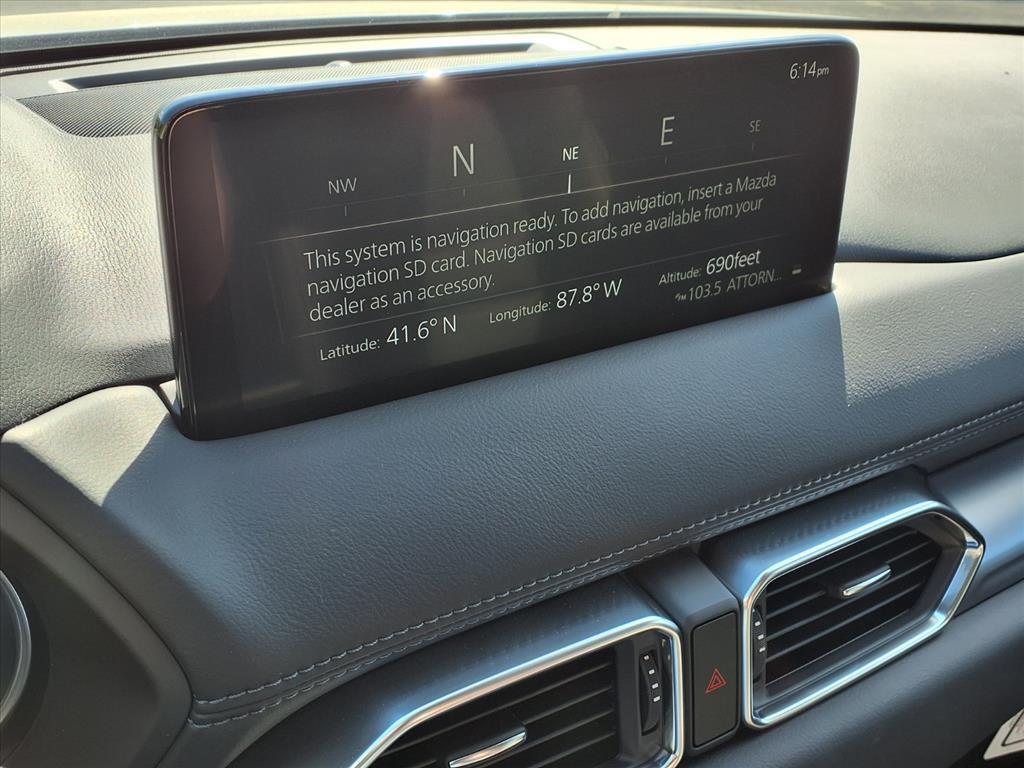 6:14pm
NW N NE E SE
This system is navigation ready. To add navigation, insert a Mazda
navigation SD card. Navigation SD cards are available from your
dealer as an accessory.
Latitude: 41.6° N Longitude: 87.8° W Altitude: 690feet
FM 103.5 ATTORN...